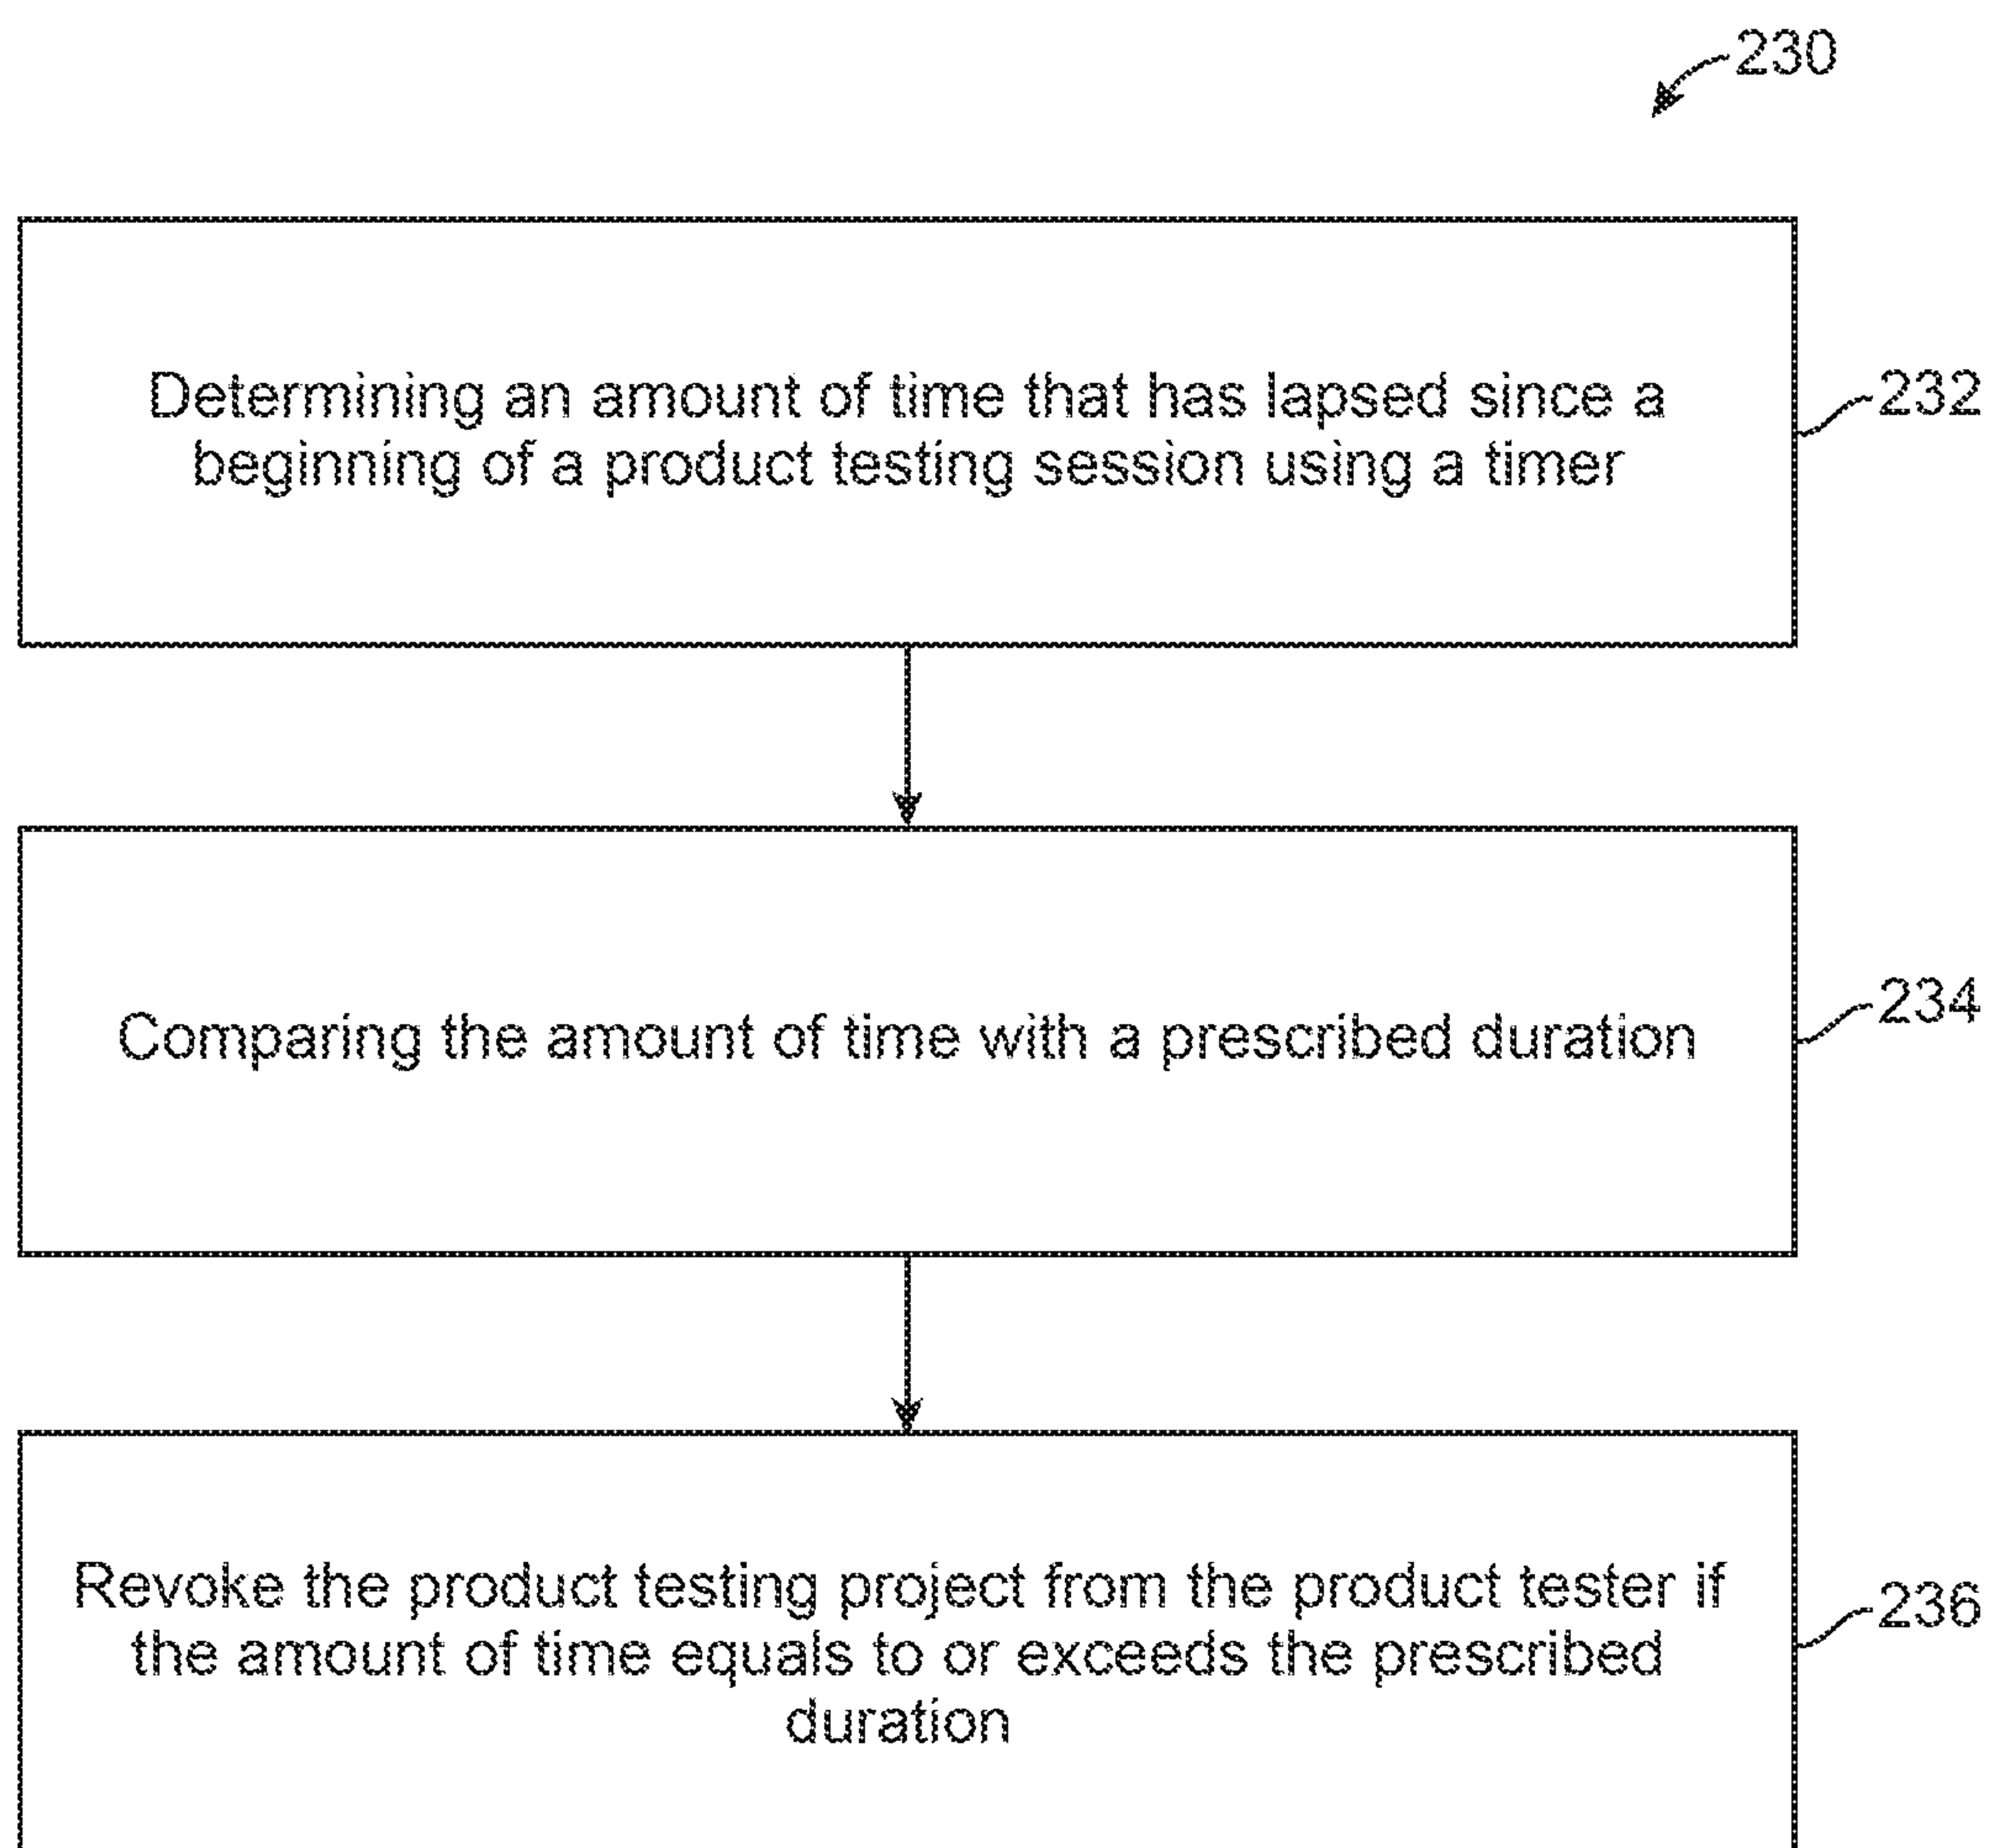 230
Determining an amount of time that has lapsed since a
beginning of a product testing session using a timer
232
Comparing the amount of time with a prescribed duration
234
Revoke the product testing project from the product tester if
the amount of time equals to or exceeds the prescribed
duration
236